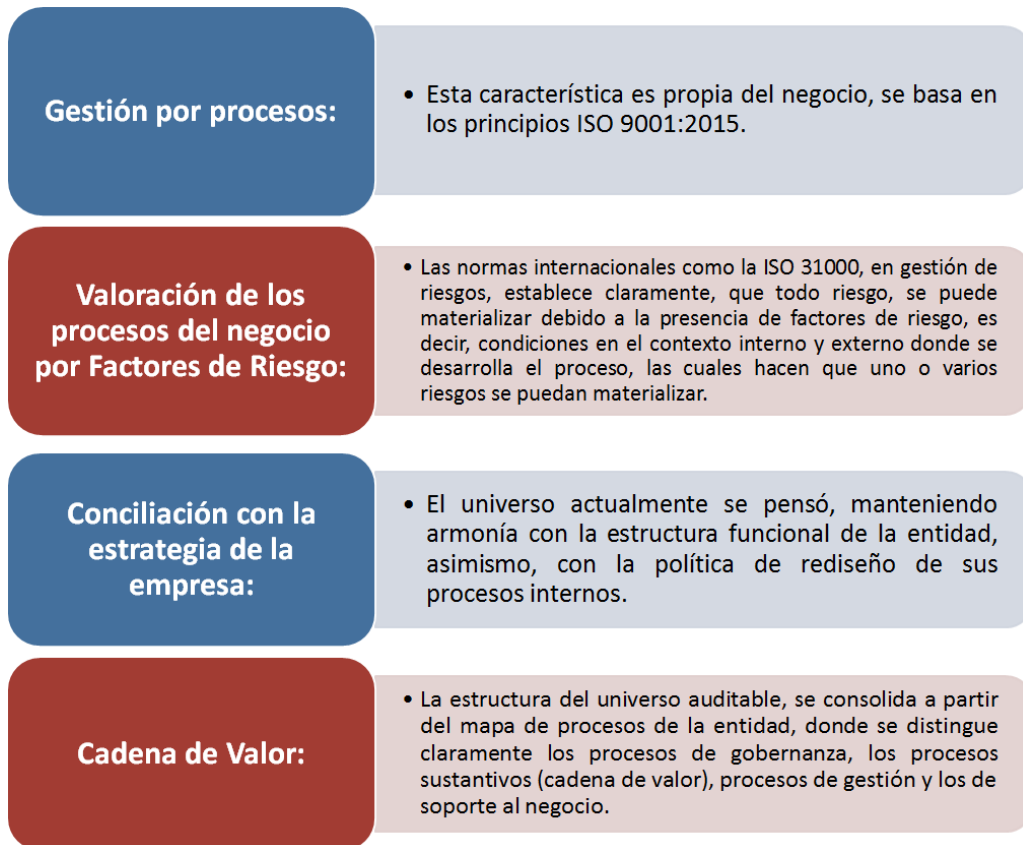 Gestión por procesos:
• Esta característica es propia del negocio, se basa en
los principios ISO 9001:2015.
Valoración de los
procesos del negocio
por Factores de Riesgo:
• Las normas internacionales como la ISO 31000, en gestión de
riesgos, establece claramente, que todo riesgo, se puede
materializar debido a la presencia de factores de riesgo, es
decir, condiciones en el contexto interno y externo donde se
desarrolla el proceso, las cuales hacen que uno o varios
riesgos se puedan materializar.
Conciliación con la
estrategia de la
empresa:
• El universo actualmente se pensó, manteniendo
armonía con la estructura funcional de la entidad,
asimismo, con la política de rediseño de sus
procesos internos.
Cadena de Valor:
• La estructura del universo auditable, se consolida a partir
del mapa de procesos de la entidad, donde se distingue
claramente los procesos de gobernanza, los procesos
sustantivos (cadena de valor), procesos de gestión y los de
soporte al negocio.